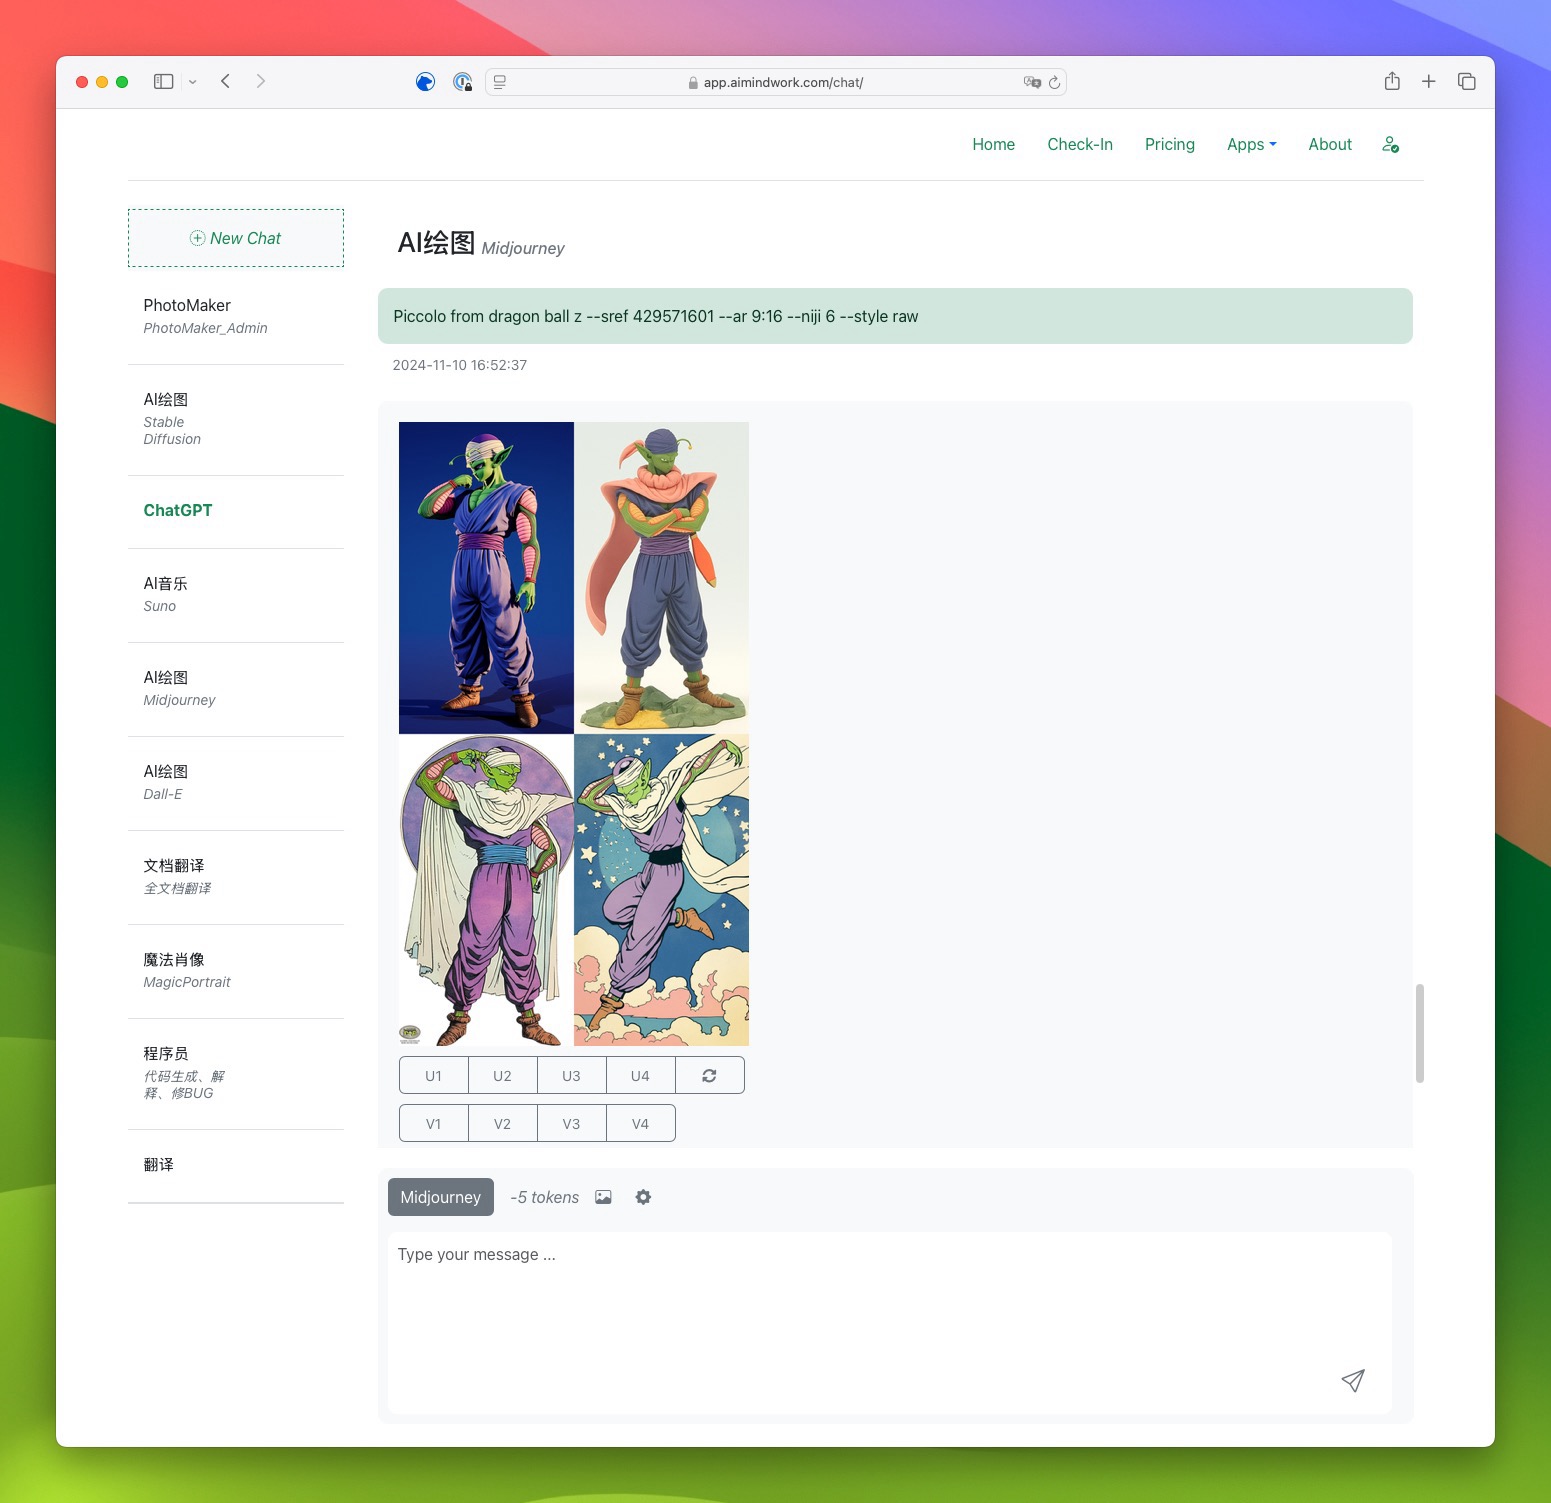 app.aimindwork.com/chat/
Home Check-In Pricing Apps About
New Chat
PhotoMaker
PhotoMaker_Admin
AI绘图
Stable
Diffusion
ChatGPT
AI音乐
Suno
AI绘图
Midjourney
AI绘图
Dall-E
文档翻译
全文档翻译
魔法肖像
MagicPortrait
程序员
代码生成、解
释、修BUG
翻译
AI绘图 Midjourney
Piccolo from dragon ball z --sref 429571601 --ar 9:16 --niji 6 --style raw
2024-11-10 16:52:37
U1 U2 U3 U4
V1 V2 V3 V4
Midjourney -5 tokens
Type your message ...